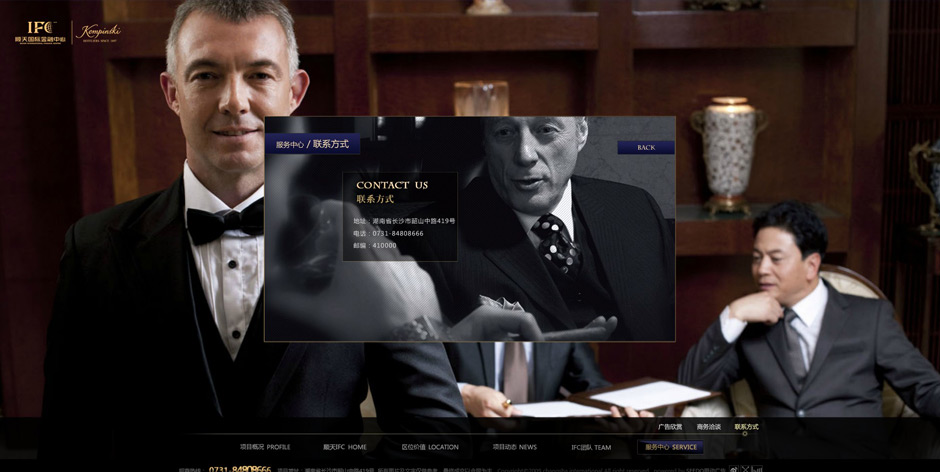 IFC
顺天国际金融中心
Kempinski
HOTELIERS SINCE 1897
服务中心 / 联系方式
BACK
CONTACT US
联系方式
地址：湖南省长沙市韶山中路419号
电话：0731-84808666
邮编：410000
广告欣赏 商务洽谈 联系方式
项目概况 PROFILE 顺天IFC HOME 区位价值 LOCATION 项目动态 NEWS IFC团队 TEAM 服务中心 SERVICE
0731-84808666